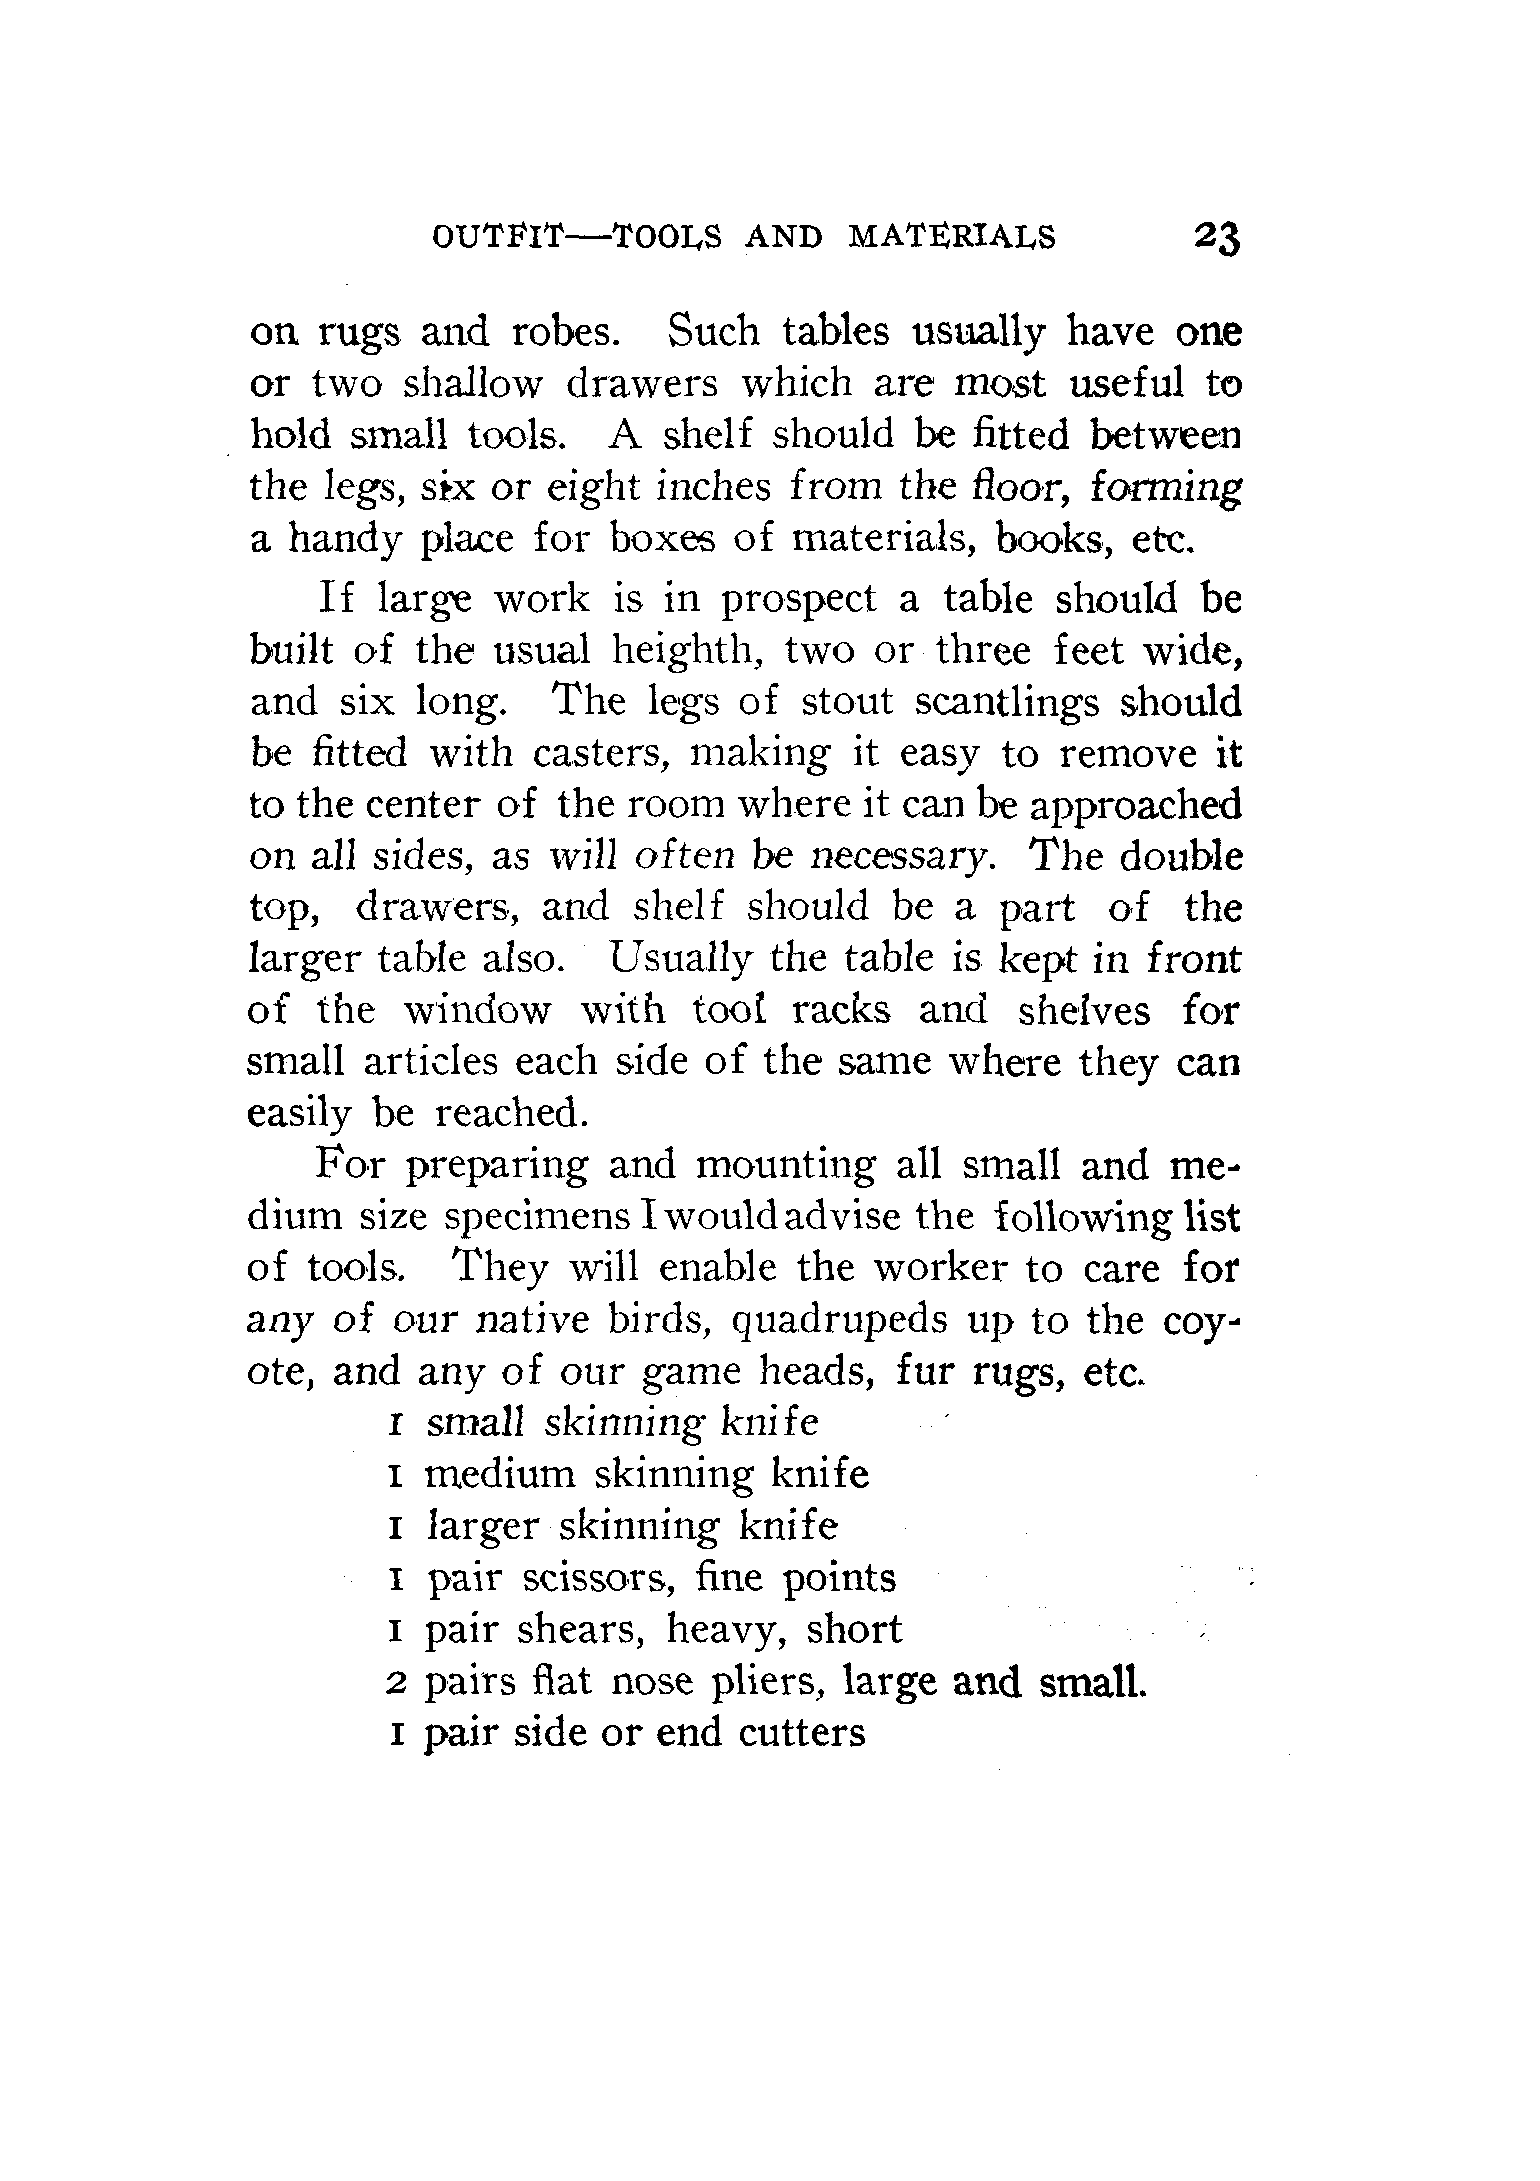 OUTFIT—TOOLS AND MATERIALS 23
on rugs and robes. Such tables usually have one
or two shallow drawers which are most useful to
hold small tools. A shelf should be fitted between
the legs, six or eight inches from the floor, forming
a handy place for boxes of materials, books, etc.
If large work is in prospect a table should be
built of the usual heighth, two or three feet wide,
and six long. The legs of stout scantlings should
be fitted with casters, making it easy to remove it
to the center of the room where it can be approached
on all sides, as will often be necessary. The double
top, drawers, and shelf should be a part of the
larger table also. Usually the table is kept in front
of the window with tool racks and shelves for
small articles each side of the same where they can
easily be reached.
For preparing and mounting all small and me-
dium size specimens I would advise the following list
of tools. They will enable the worker to care for
any of our native birds, quadrupeds up to the coy-
ote, and any of our game heads, fur rugs, etc.
1 small skinning knife
1 medium skinning knife
1 larger skinning knife
1 pair scissors, fine points
1 pair shears, heavy, short
2 pairs flat nose pliers, large and small.
1 pair side or end cutters